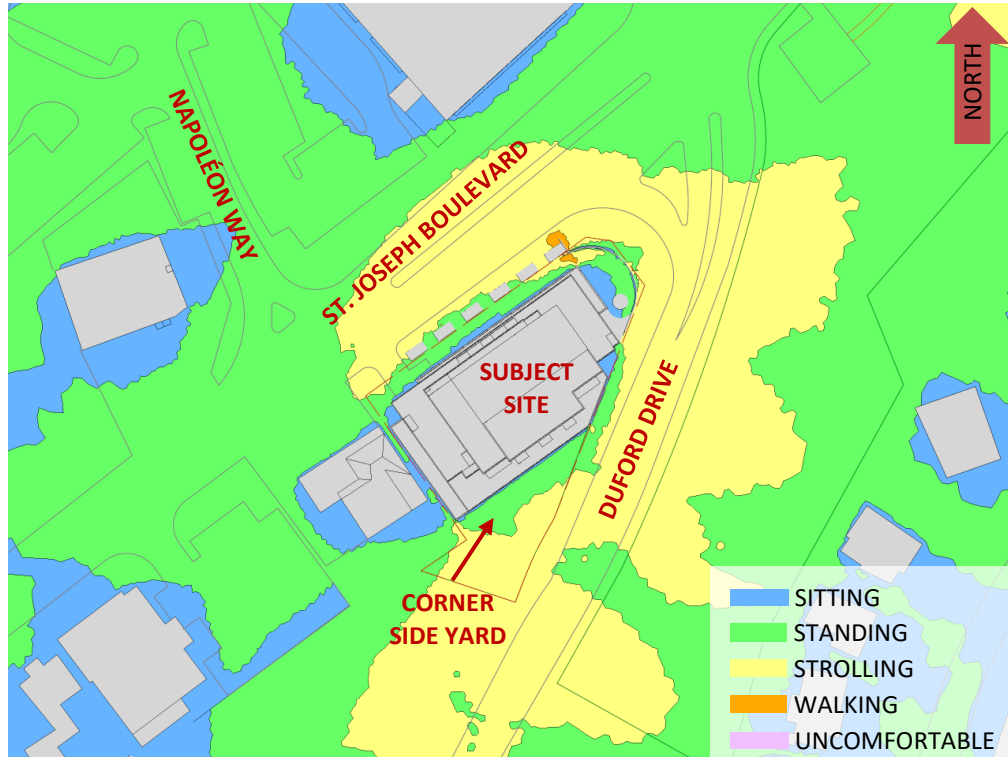 NORTH
NAPOLÉON WAY
ST. JOSEPH BOULEVARD
SUBJECT
SITE
DUFORD DRIVE
CORNER
SIDE YARD
SITTING
STANDING
STROLLING
WALKING
UNCOMFORTABLE